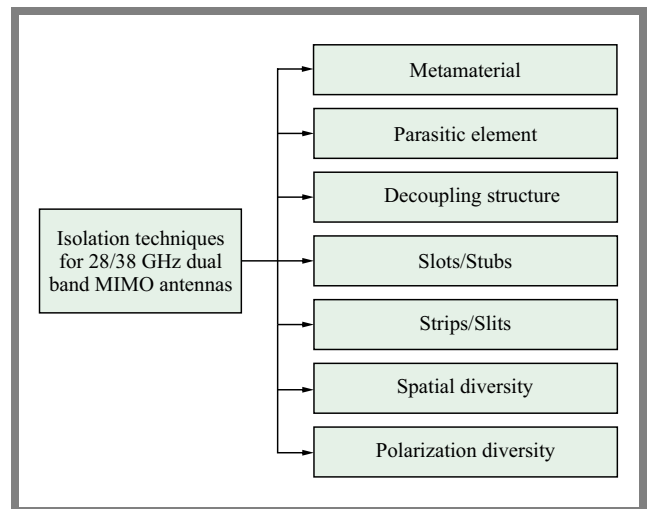 Isolation techniques
for 28/38 GHz dual
band MIMO antennas
Metamaterial
Parasitic element
Decoupling structure
Slots/Stubs
Strips/Slits
Spatial diversity
Polarization diversity